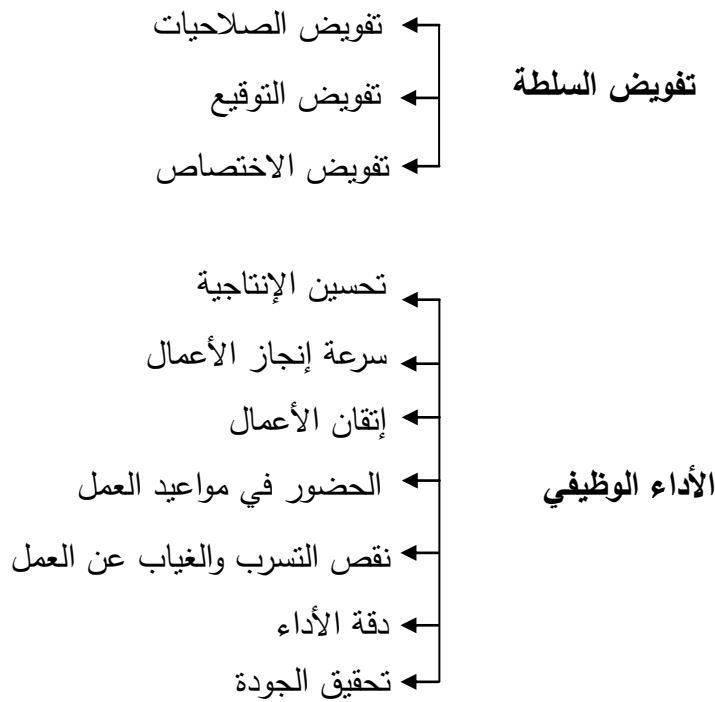 تفويض السلطة
تفويض الصلاحيات
تفويض التوقيع
تفويض الاختصاص
الأداء الوظيفي
تحسين الإنتاجية
سرعة إنجاز الأعمال
إتقان الأعمال
الحضور في مواعيد العمل
نقص التسرب والغياب عن العمل
دقة الأداء
تحقيق الجودة